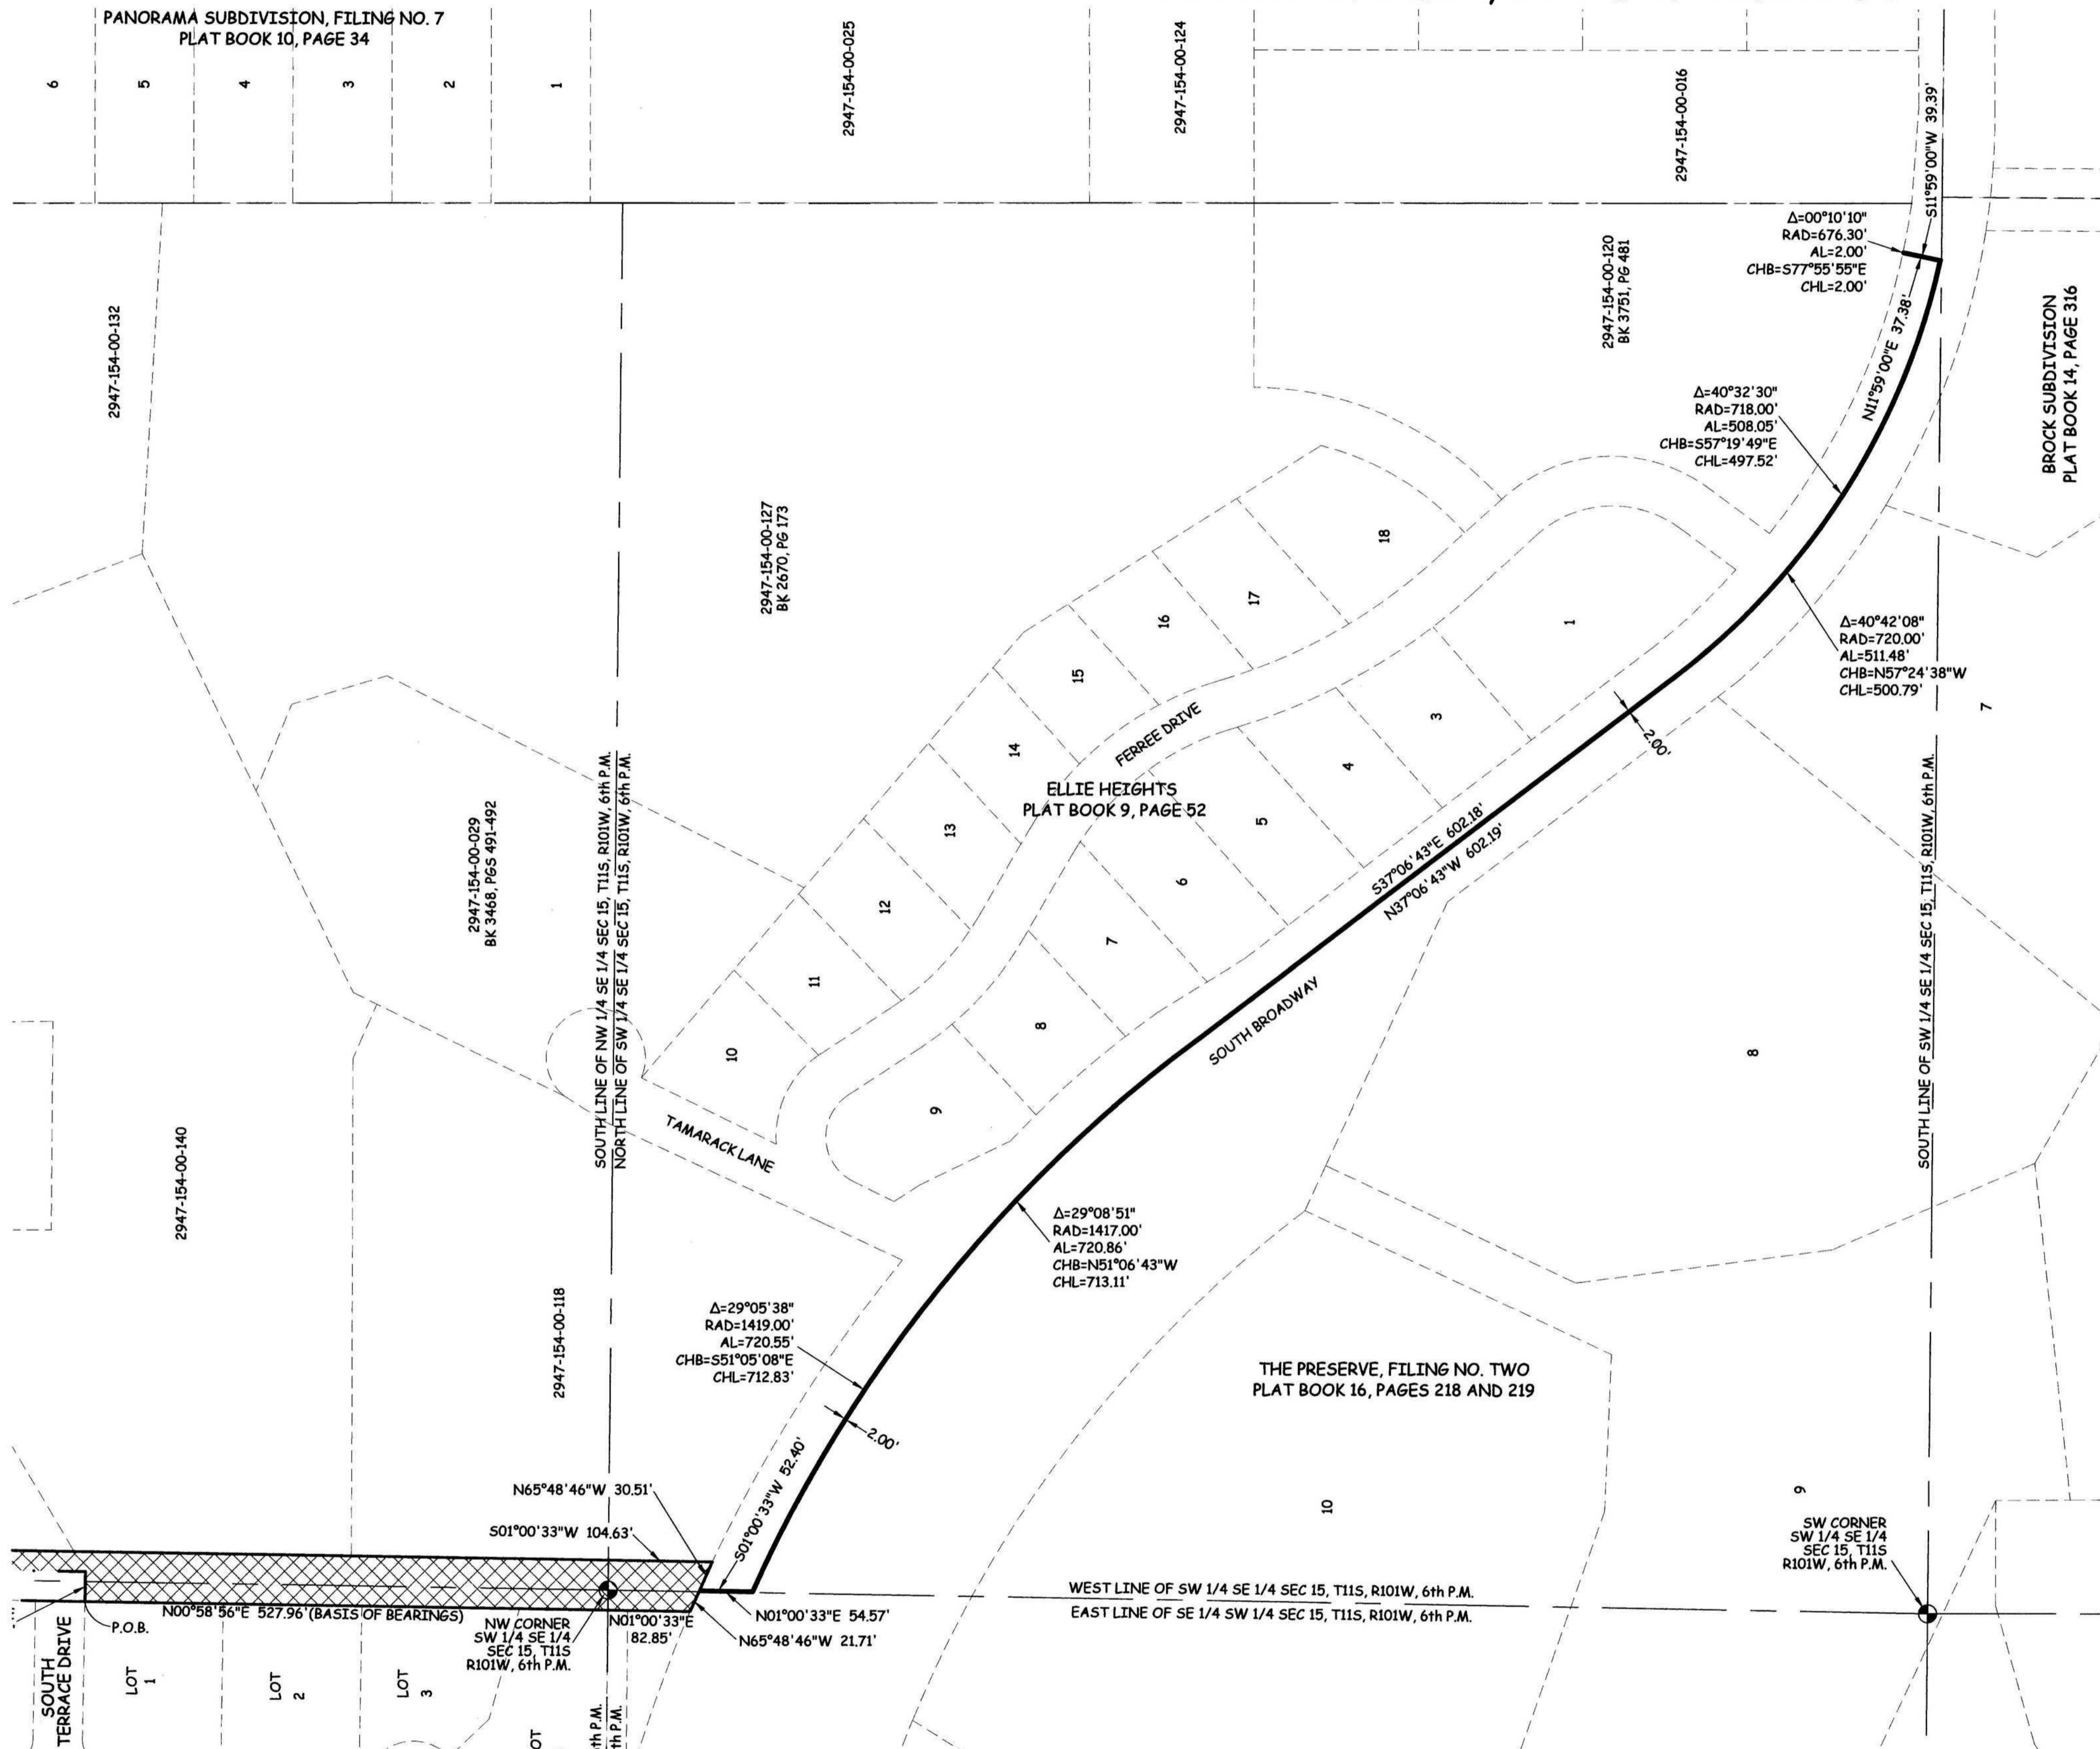 PANORAMA SUBDIVISION, FILING NO. 7
PLAT BOOK 10, PAGE 34
6
5
4
3
2
1
2947-154-00-025
2947-154-00-124
2947-154-00-016
S11°59'00"W 39.39'
Δ=00°10'10"
RAD=676.30'
AL=2.00'
CHB=S77°55'55"E
CHL=2.00'
2947-154-00-132
2947-154-00-120
BK 3751, PG 481
N11°59'00"E 37.38'
BROCK SUBDIVISION
PLAT BOOK 14, PAGE 316
Δ=40°32'30"
RAD=718.00'
AL=508.05'
CHB=S57°19'49"E
CHL=497.52'
2947-154-00-127
BK 2670, PG 173
18
17
16
15
14
13
12
11
10
1
3
4
5
6
7
8
9
Δ=40°42'08"
RAD=720.00'
AL=511.48'
CHB=N57°24'38"W
CHL=500.79'
7
2.00'
FERREE DRIVE
ELLIE HEIGHTS
PLAT BOOK 9, PAGE 52
2947-154-00-029
BK 3468, PGS 491-492
SOUTH LINE OF NW 1/4 SE 1/4 SEC 15, T11S, R101W, 6th P.M.
NORTH LINE OF SW 1/4 SE 1/4 SEC 15, T11S, R101W, 6th P.M.
S37°06'43"E 602.18'
N37°06'43"W 602.19'
SOUTH BROADWAY
SOUTH LINE OF SW 1/4 SE 1/4 SE 1/4 SEC 15, T11S, R101W, 6th P.M.
8
TAMARACK LANE
2947-154-00-140
Δ=29°08'51"
RAD=1417.00'
AL=720.86'
CHB=N51°06'43"W
CHL=713.11'
2947-154-00-118
Δ=29°05'38"
RAD=1419.00'
AL=720.55'
CHB=S51°05'08"E
CHL=712.83'
2.00'
THE PRESERVE, FILING NO. TWO
PLAT BOOK 16, PAGES 218 AND 219
10
9
S01°00'33"W 52.40'
N65°48'46"W 30.51'
S01°00'33"W 104.63'
SW CORNER
SW 1/4 SE 1/4
SEC 15, T11S
R101W, 6th P.M.
WEST LINE OF SW 1/4 SE 1/4 SEC 15, T11S, R101W, 6th P.M.
EAST LINE OF SE 1/4 SW 1/4 SEC 15, T11S, R101W, 6th P.M.
N00°58'56"E 527.96' (BASIS OF BEARINGS)
P.O.B.
NW CORNER
SW 1/4 SE 1/4
SEC 15, T11S
R101W, 6th P.M.
N01°00'33"E
82.85'
N01°00'33"E 54.57'
N65°48'46"W 21.71'
SOUTH
TERRACE DRIVE
LOT
1
LOT
2
LOT
3
OT
th P.M.
th P.M.